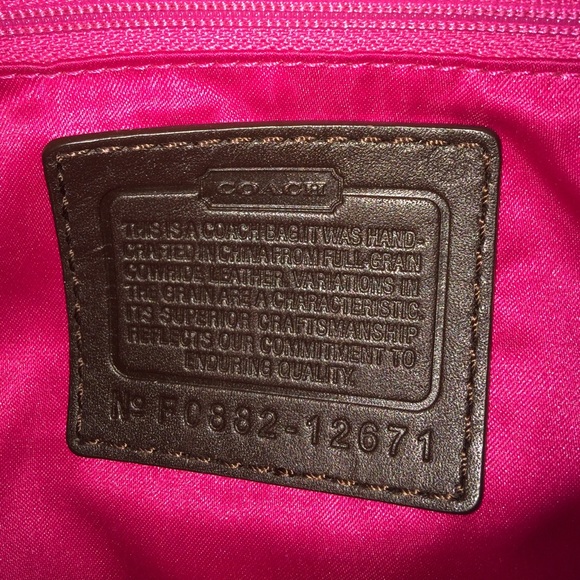 COACH
THIS IS A COACH BAG. IT WAS HAND-
CRAFTED IN CHINA FROM FULL-GRAIN
CUTTHRU LEATHER. VARIATIONS IN
THE GRAIN ARE A CHARACTERISTIC.
ITS SUPERIOR CRAFTSMANSHIP
REFLECTS OUR COMMITMENT TO
ENDURING QUALITY.
No F0882-12671